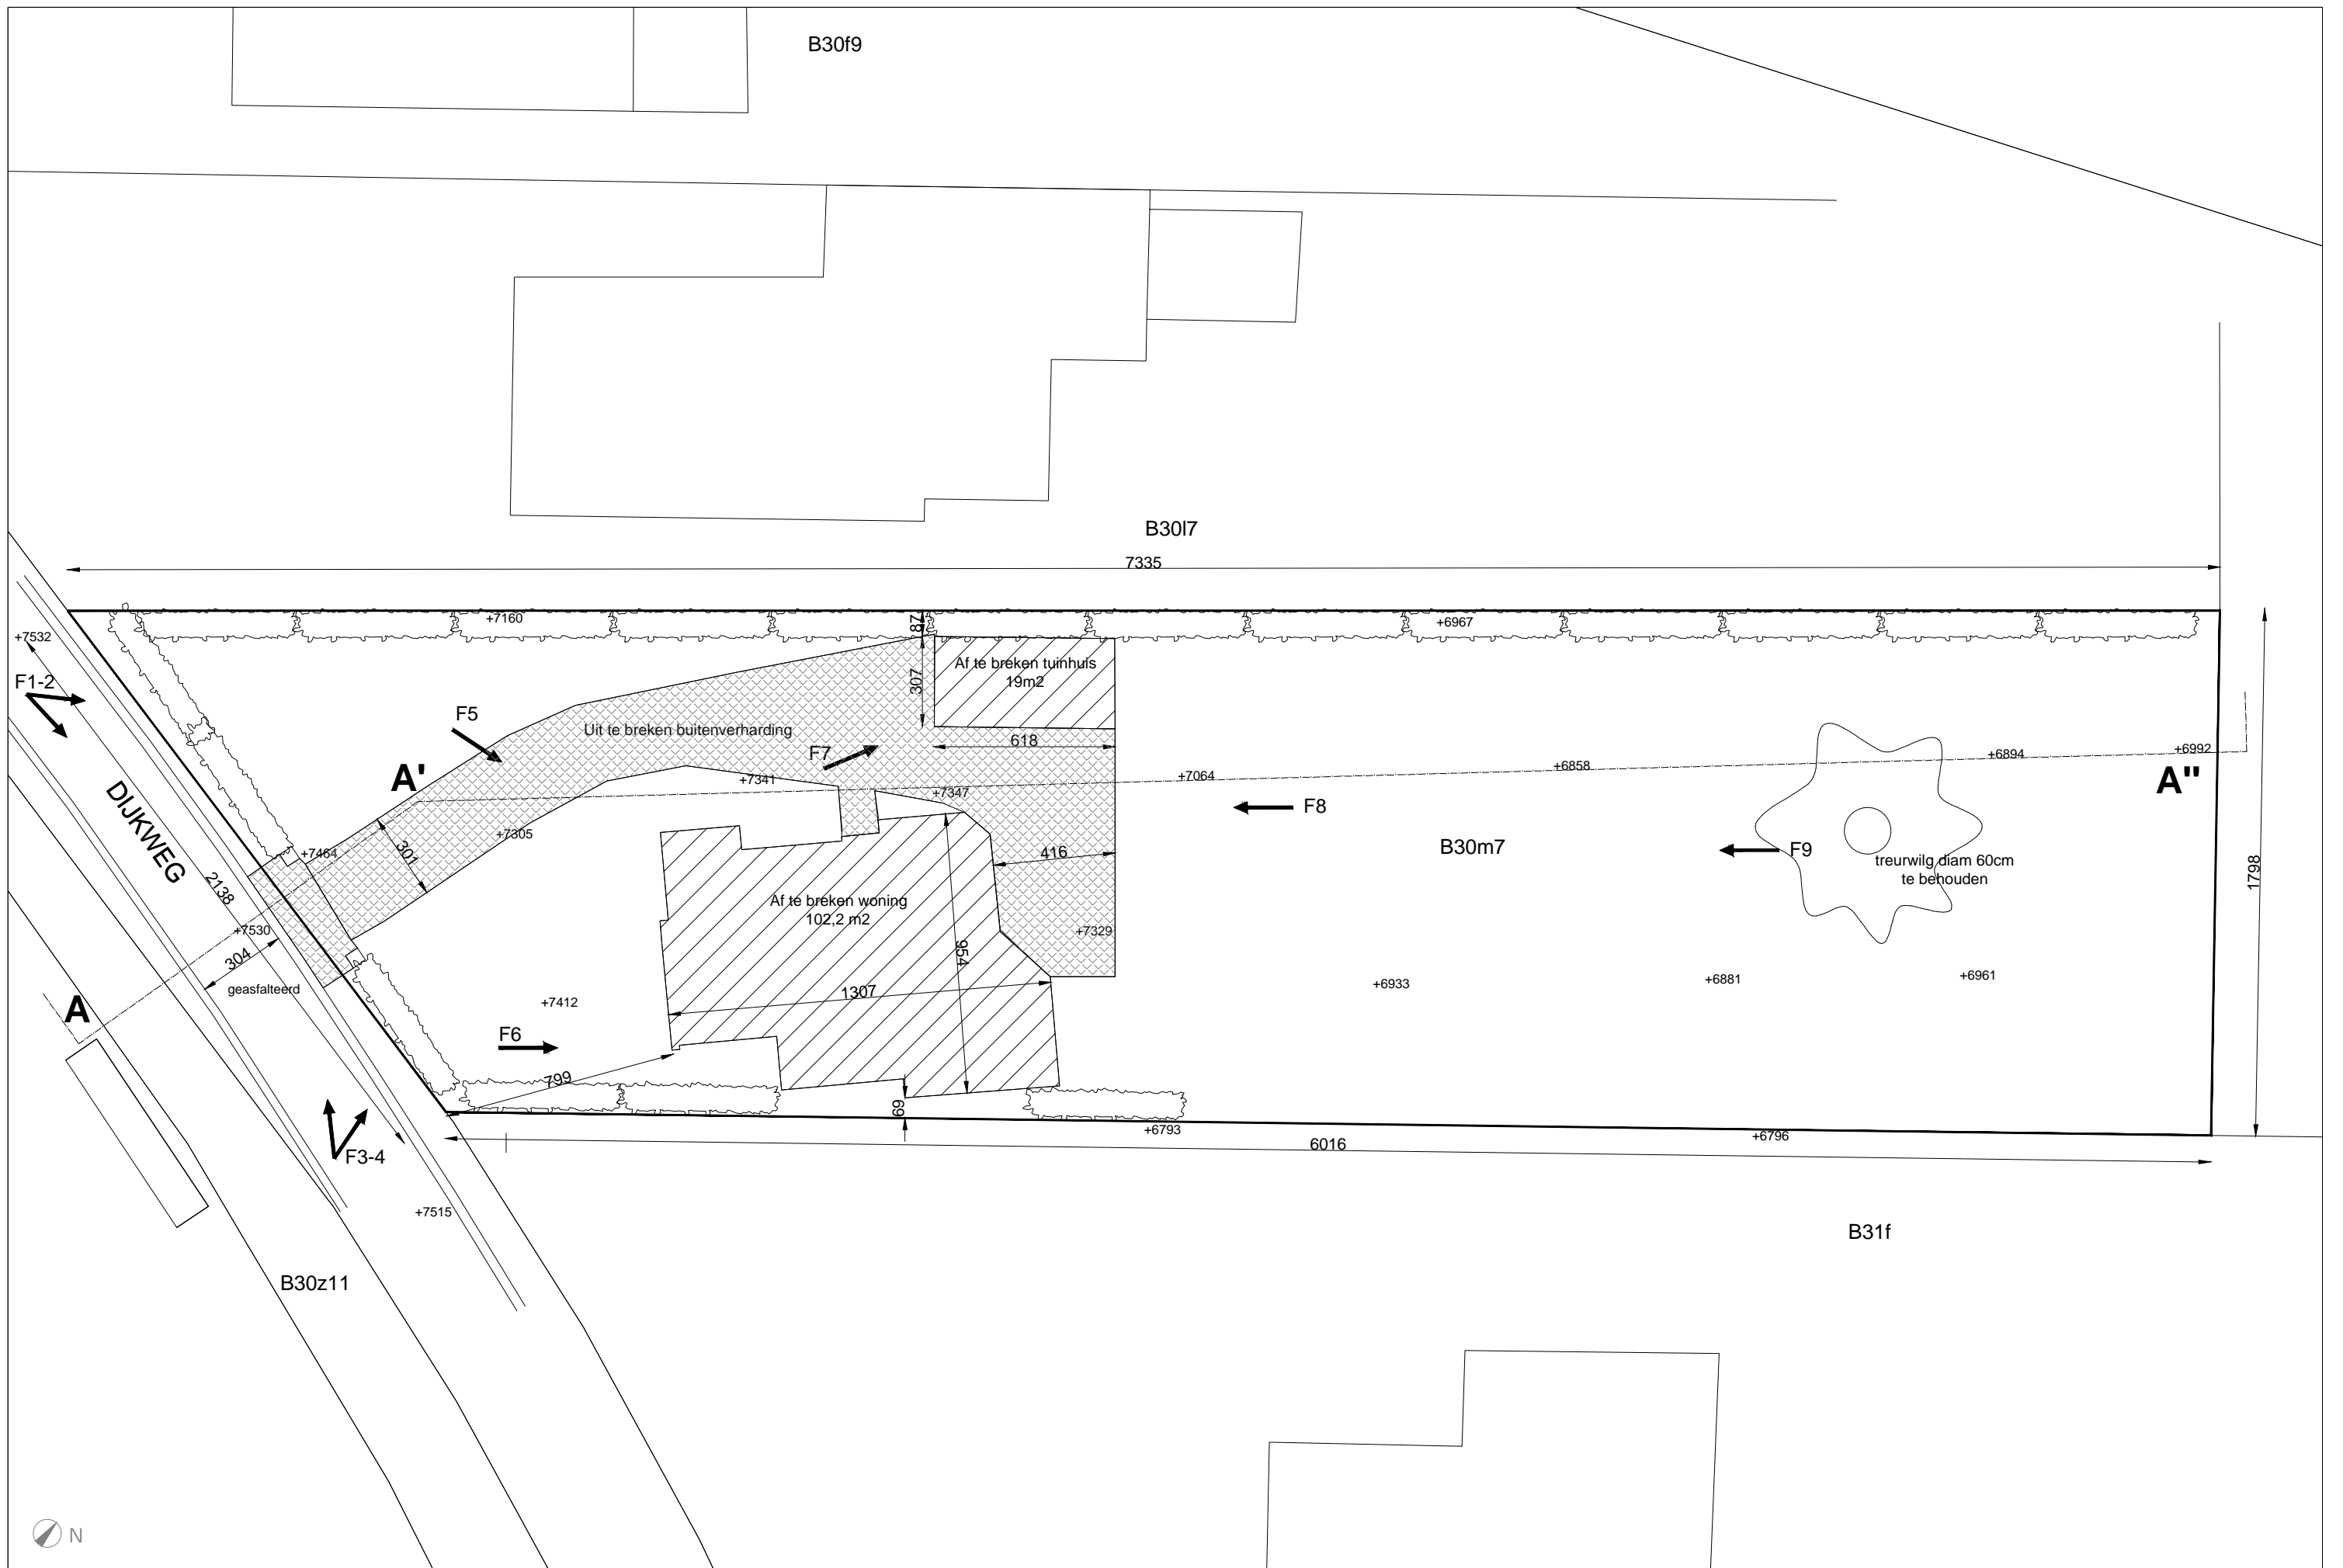 B30f9
B30l7
7335
+7160
+6967
+7532
87
Af te breken tuinhuis
19m2
307
F1-2
F5
Uit te breken buitenverharding
618
F7
A'
+7341
+7064
+6858
+6894
+6992
A"
+7347
F8
DIJKWEG
+7305
301
+7464
416
B30m7
F9
treurwilg diam 60cm
te behouden
1798
2138
Af te breken woning
102,2 m2
+7530
+7329
954
304
geasfalteerd
+6933
+6881
+6961
A
+7412
1307
F6
799
69
+6793
+6796
6016
F3-4
+7515
B31f
B30z11
N